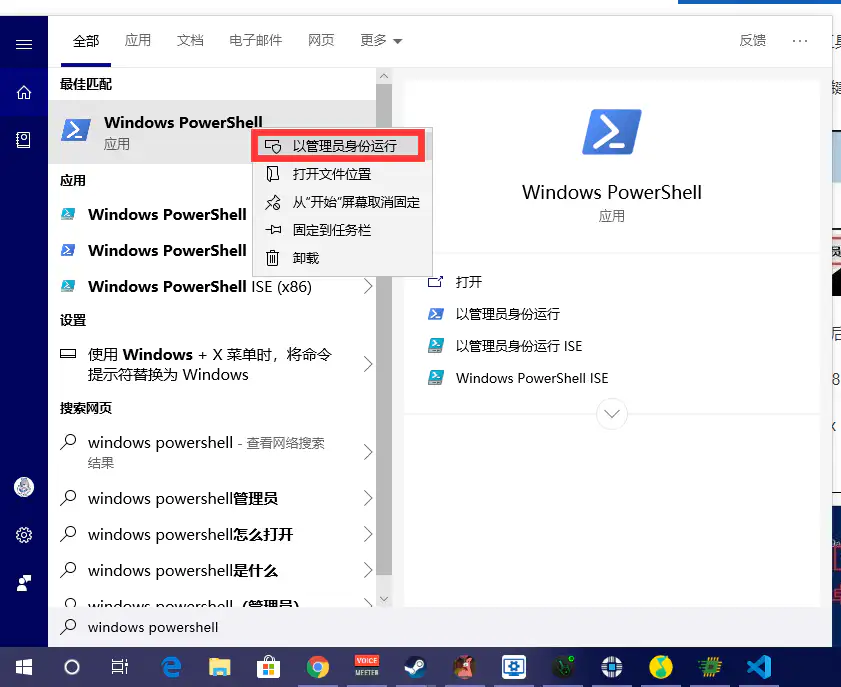 全部 应用 文档 电子邮件 网页 更多 反馈 ...
最佳匹配
Windows PowerShell
应用
以管理员身份运行
打开文件位置
从"开始"屏幕取消固定
固定到任务栏
卸载
应用
Windows PowerShell
Windows PowerShell
Windows PowerShell ISE (x86)
设置
使用 Windows + X 菜单时，将命令
提示符替换为 Windows
搜索网页
windows powershell - 查看网络搜索
结果
windows powershell管理员
windows powershell怎么打开
windows powershell是什么
windows powershell（管理员）
windows powershell
Windows PowerShell
应用
打开
以管理员身份运行
以管理员身份运行 ISE
Windows PowerShell ISE
VOICE
MEETER